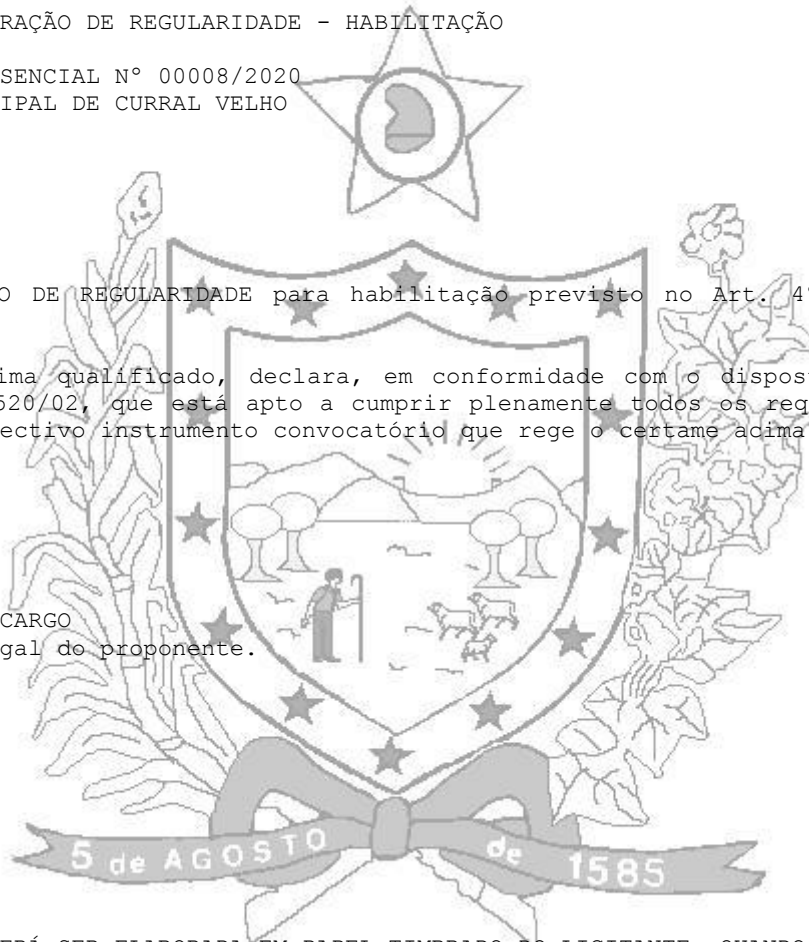 RAÇÃO DE REGULARIDADE - HABILITAÇÃO
SENCIAL Nº 00008/2020
IPAL DE CURRAL VELHO
O DE REGULARIDADE para habilitação previsto no Art. 4º
ima qualificado, declara, em conformidade com o dispost
520/02, que está apto a cumprir plenamente todos os req
ectivo instrumento convocatório que rege o certame acima
CARGO
gal do proponente.
5 de AGOSTO de 1585